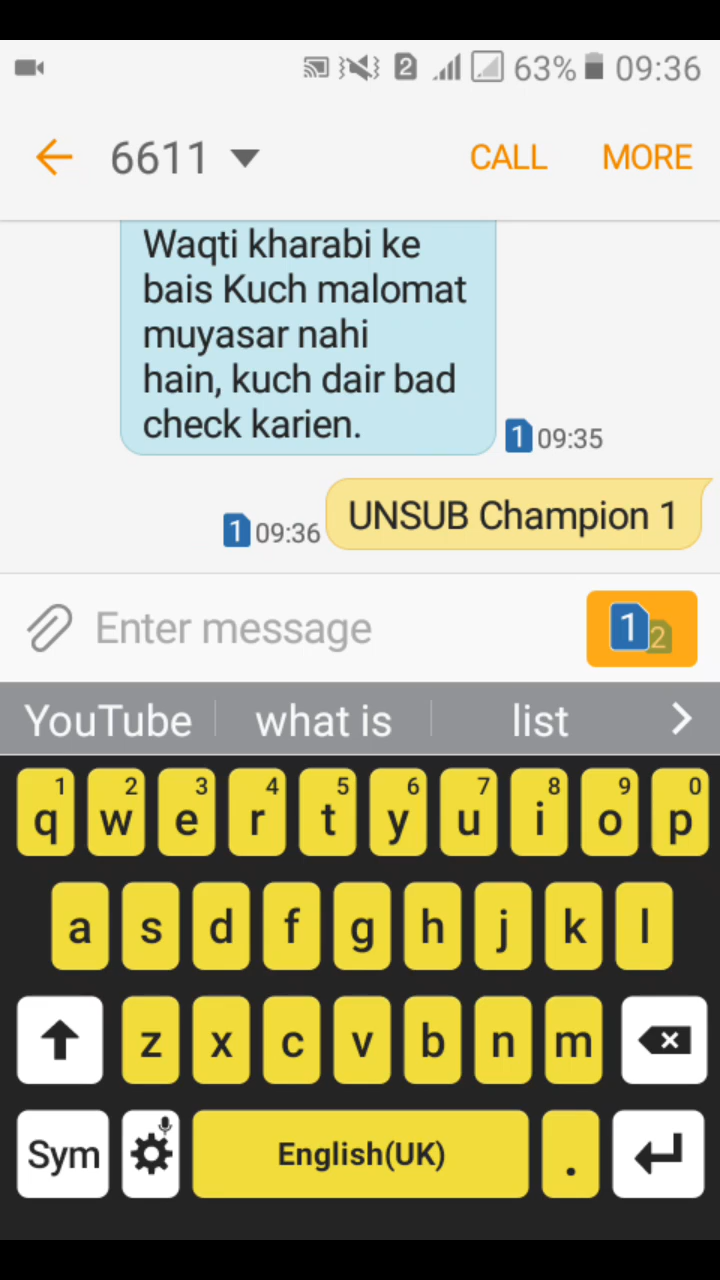 2 63% 09:36
6611 CALL MORE
Waqti kharabi ke
bais Kuch malomat
muyasar nahi
hain, kuch dair bad
check karien.
1 09:35
1 09:36 UNSUB Champion 1
Enter message 1 2
YouTube what is list
1 2 3 4 5 6 7 8 9 0
q w e r t y u i o p
a s d f g h j k l
z x c v b n m
Sym English(UK) .